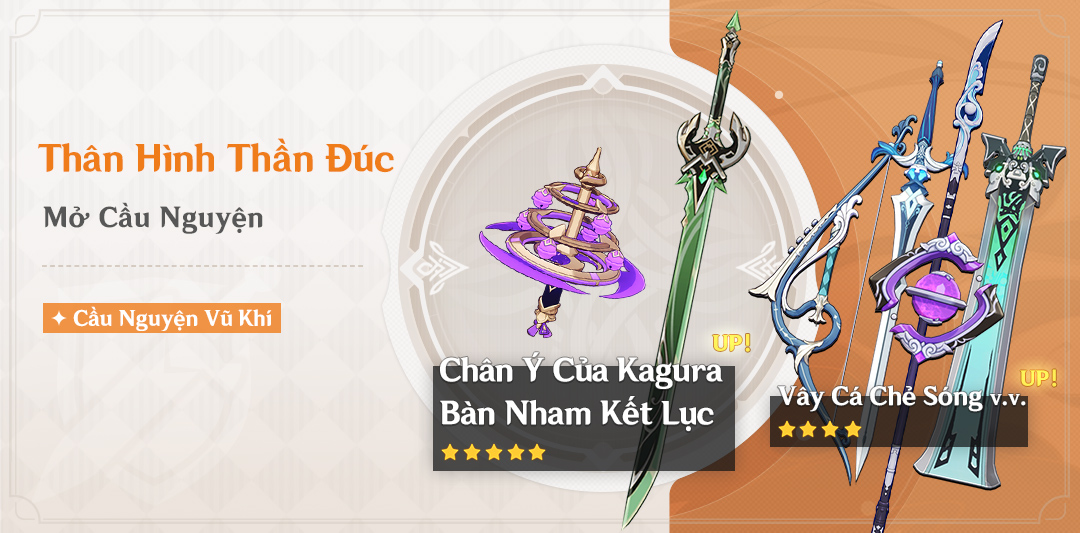 Thân Hình Thần Đúc
Mở Cầu Nguyện
Cầu Nguyện Vũ Khí
UP!
Chân Ý Của Kagura
Bàn Nham Kết Lục
UP!
Vây Cá Chẻ Sóng v.v.